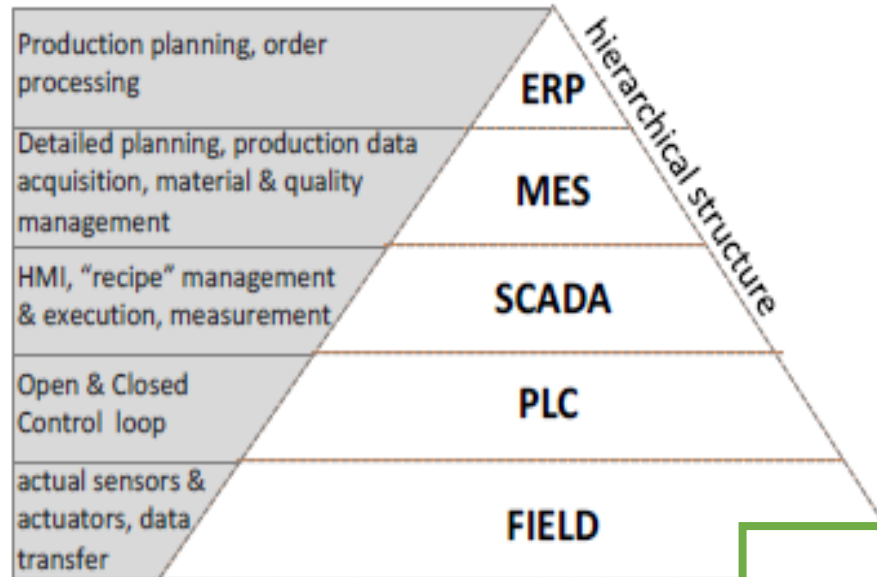 Production planning, order
processing
ERP
hierarchical structure
Detailed planning, production data
acquisition, material & quality
management
MES
HMI, “recipe” management
& execution, measurement
SCADA
Open & Closed
Control loop
PLC
actual sensors &
actuators, data
transfer
FIELD